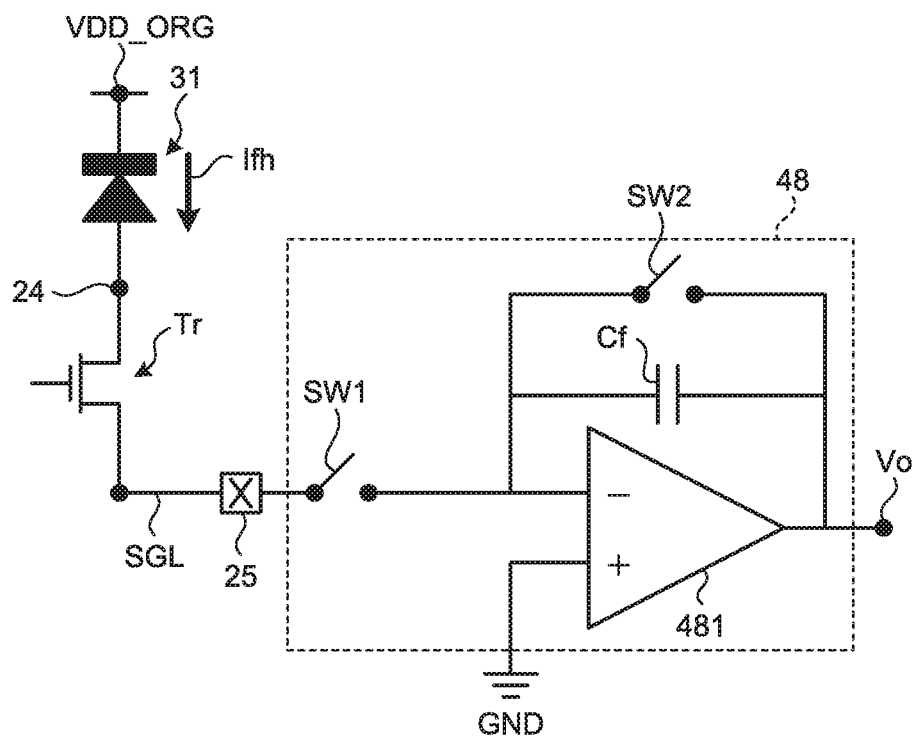 VDD_ORG
31
Ifh
48
SW2
24
Tr
Cf
SW1
Vo
−
SGL
25
+
481
GND